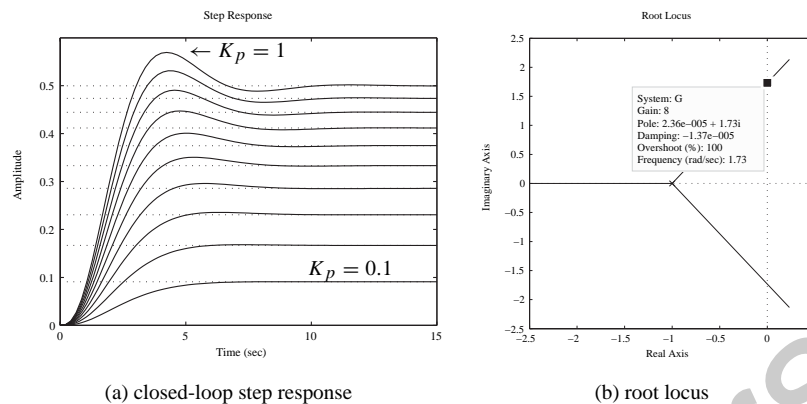 Step Response
← K_p = 1
K_p = 0.1
Amplitude
0.5
0.4
0.3
0.2
0.1
0
0
5
10
15
Time (sec)
(a) closed-loop step response
Root Locus
System: G
Gain: 8
Pole: 2.36e−005 + 1.73i
Damping: −1.37e−005
Overshoot (%): 100
Frequency (rad/sec): 1.73
Imaginary Axis
2.5
2
1.5
1
0.5
0
−0.5
−1
−1.5
−2
−2.5
−2.5
−2
−1.5
−1
−0.5
0
Real Axis
(b) root locus